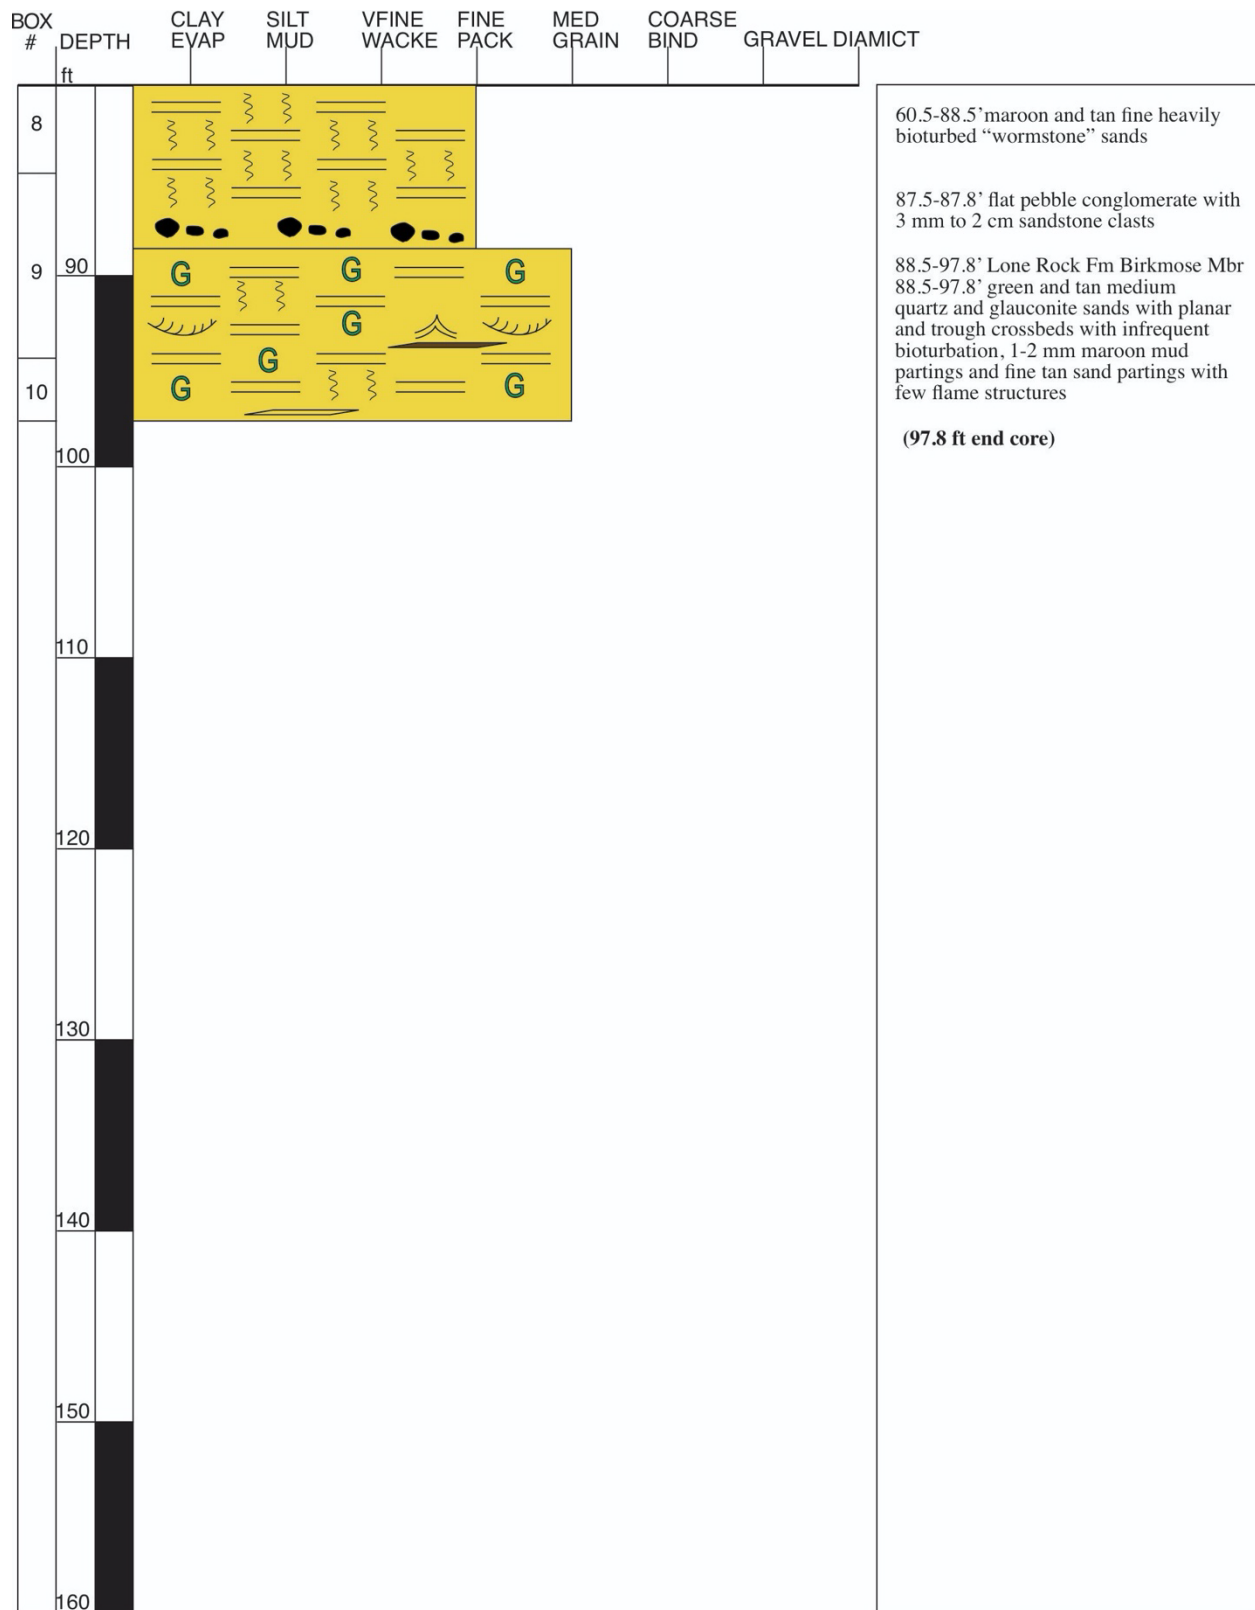 BOX
#
DEPTH
ft
CLAY
EVAP
SILT
MUD
VFINE
WACKE
FINE
PACK
MED
GRAIN
COARSE
BIND
GRAVEL DIAMICT
8
9
10
90
100
110
120
130
140
150
160
G G G
G
G
G G
60.5-88.5'maroon and tan fine heavily
bioturbed “wormstone” sands
87.5-87.8’ flat pebble conglomerate with
3 mm to 2 cm sandstone clasts
88.5-97.8’ Lone Rock Fm Birkmose Mbr
88.5-97.8’ green and tan medium
quartz and glauconite sands with planar
and trough crossbeds with infrequent
bioturbation, 1-2 mm maroon mud
partings and fine tan sand partings with
few flame structures
(97.8 ft end core)